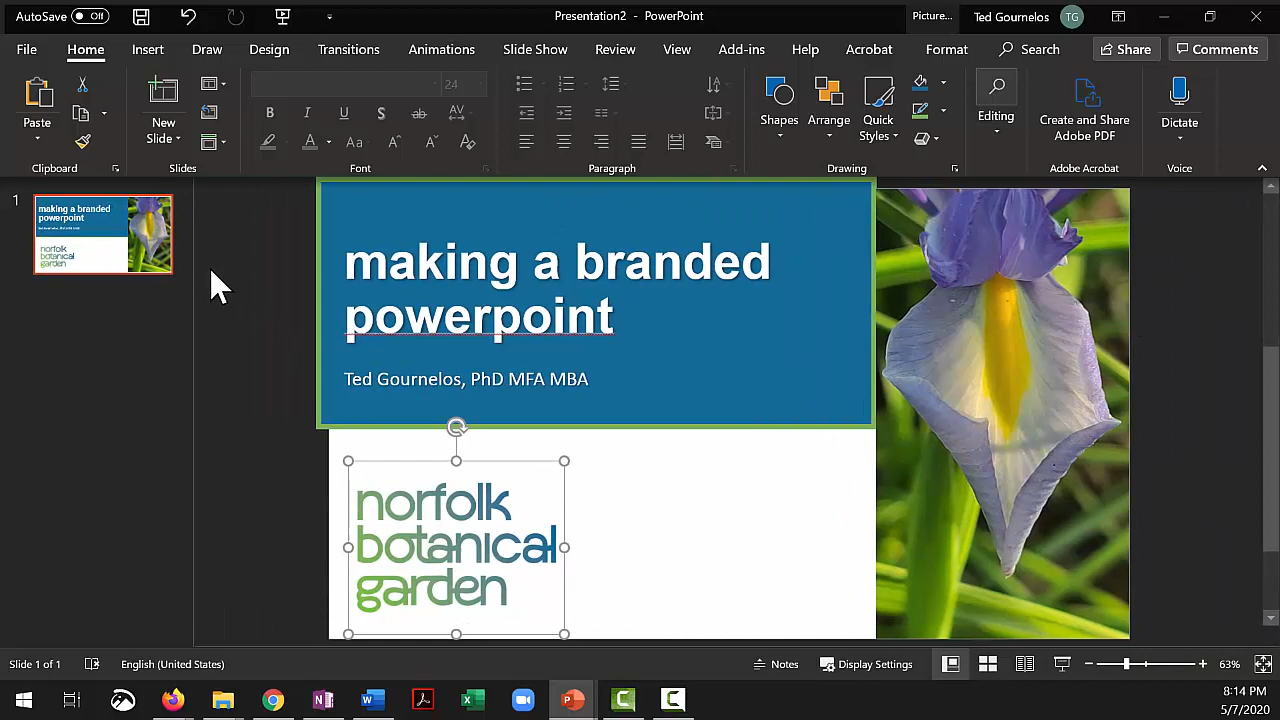 AutoSave Off Presentation2 - PowerPoint Picture... Ted Gournelos TG
File Home Insert Draw Design Transitions Animations Slide Show Review View Add-ins Help Acrobat Format Search Share Comments
24
Paste New Slide B I U S ab AV Aa A Shapes Arrange Quick Styles Editing Create and Share Adobe PDF Dictate
Clipboard Slides Font Paragraph Drawing Adobe Acrobat Voice
1
making a branded
powerpoint
norfolk
botanical
garden
making a branded
powerpoint
Ted Gournelos, PhD MFA MBA
norfolk
botanical
garden
Slide 1 of 1 English (United States) Notes Display Settings 63%
8:14 PM
5/7/2020